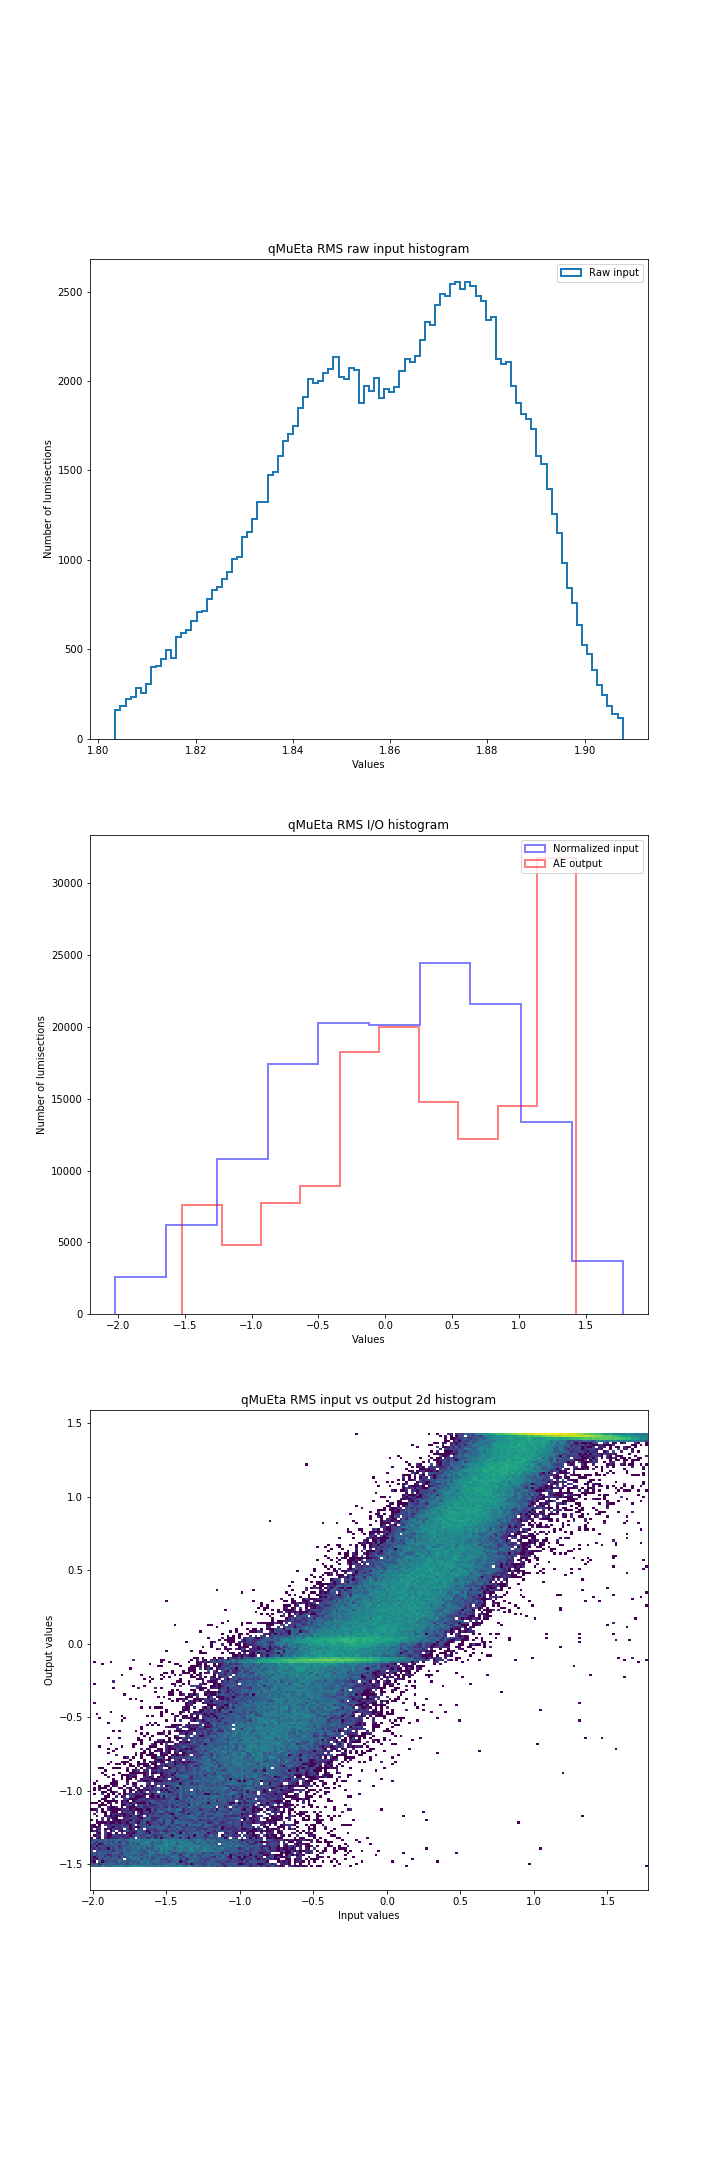 qMuEta RMS raw input histogram
Raw input
2500
2000
1500
1000
500
0
Number of lumisections
1.80 1.82 1.84 1.86 1.88 1.90
Values
qMuEta RMS I/O histogram
Normalized input
AE output
30000
25000
20000
15000
10000
5000
0
Number of lumisections
−2.0 −1.5 −1.0 −0.5 0.0 0.5 1.0 1.5
Values
qMuEta RMS input vs output 2d histogram
1.5
1.0
0.5
0.0
−0.5
−1.0
−1.5
Output values
−2.0 −1.5 −1.0 −0.5 0.0 0.5 1.0 1.5
Input values